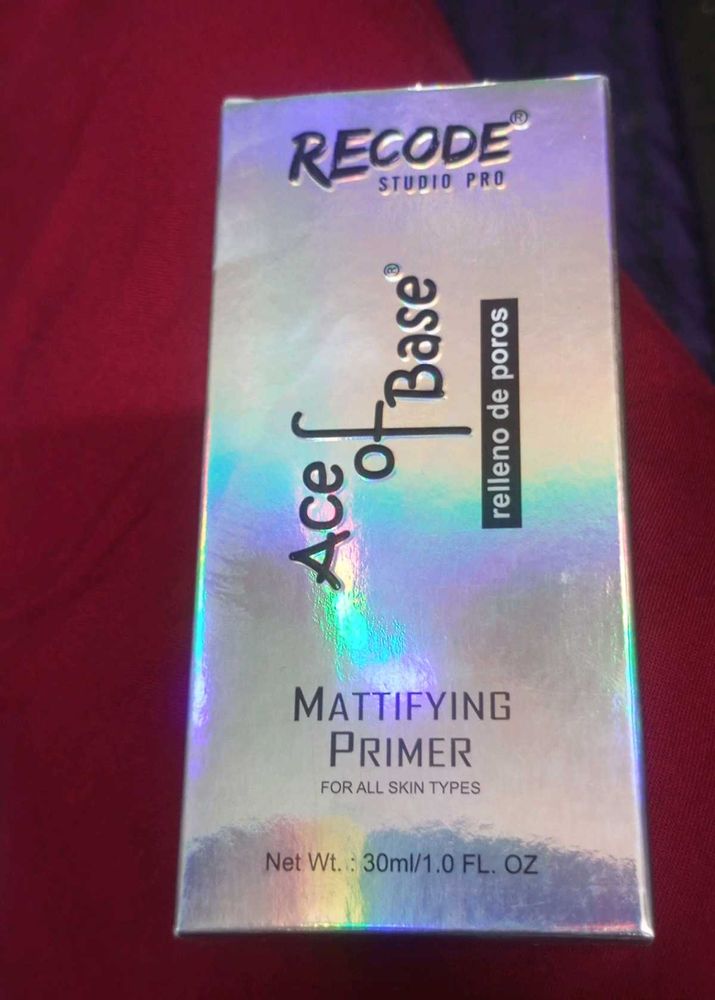 RECODE®
STUDIO PRO
Ace of Base®
relleno de poros
MATTIFYING
PRIMER
FOR ALL SKIN TYPES
Net Wt. : 30ml/1.0 FL. OZ